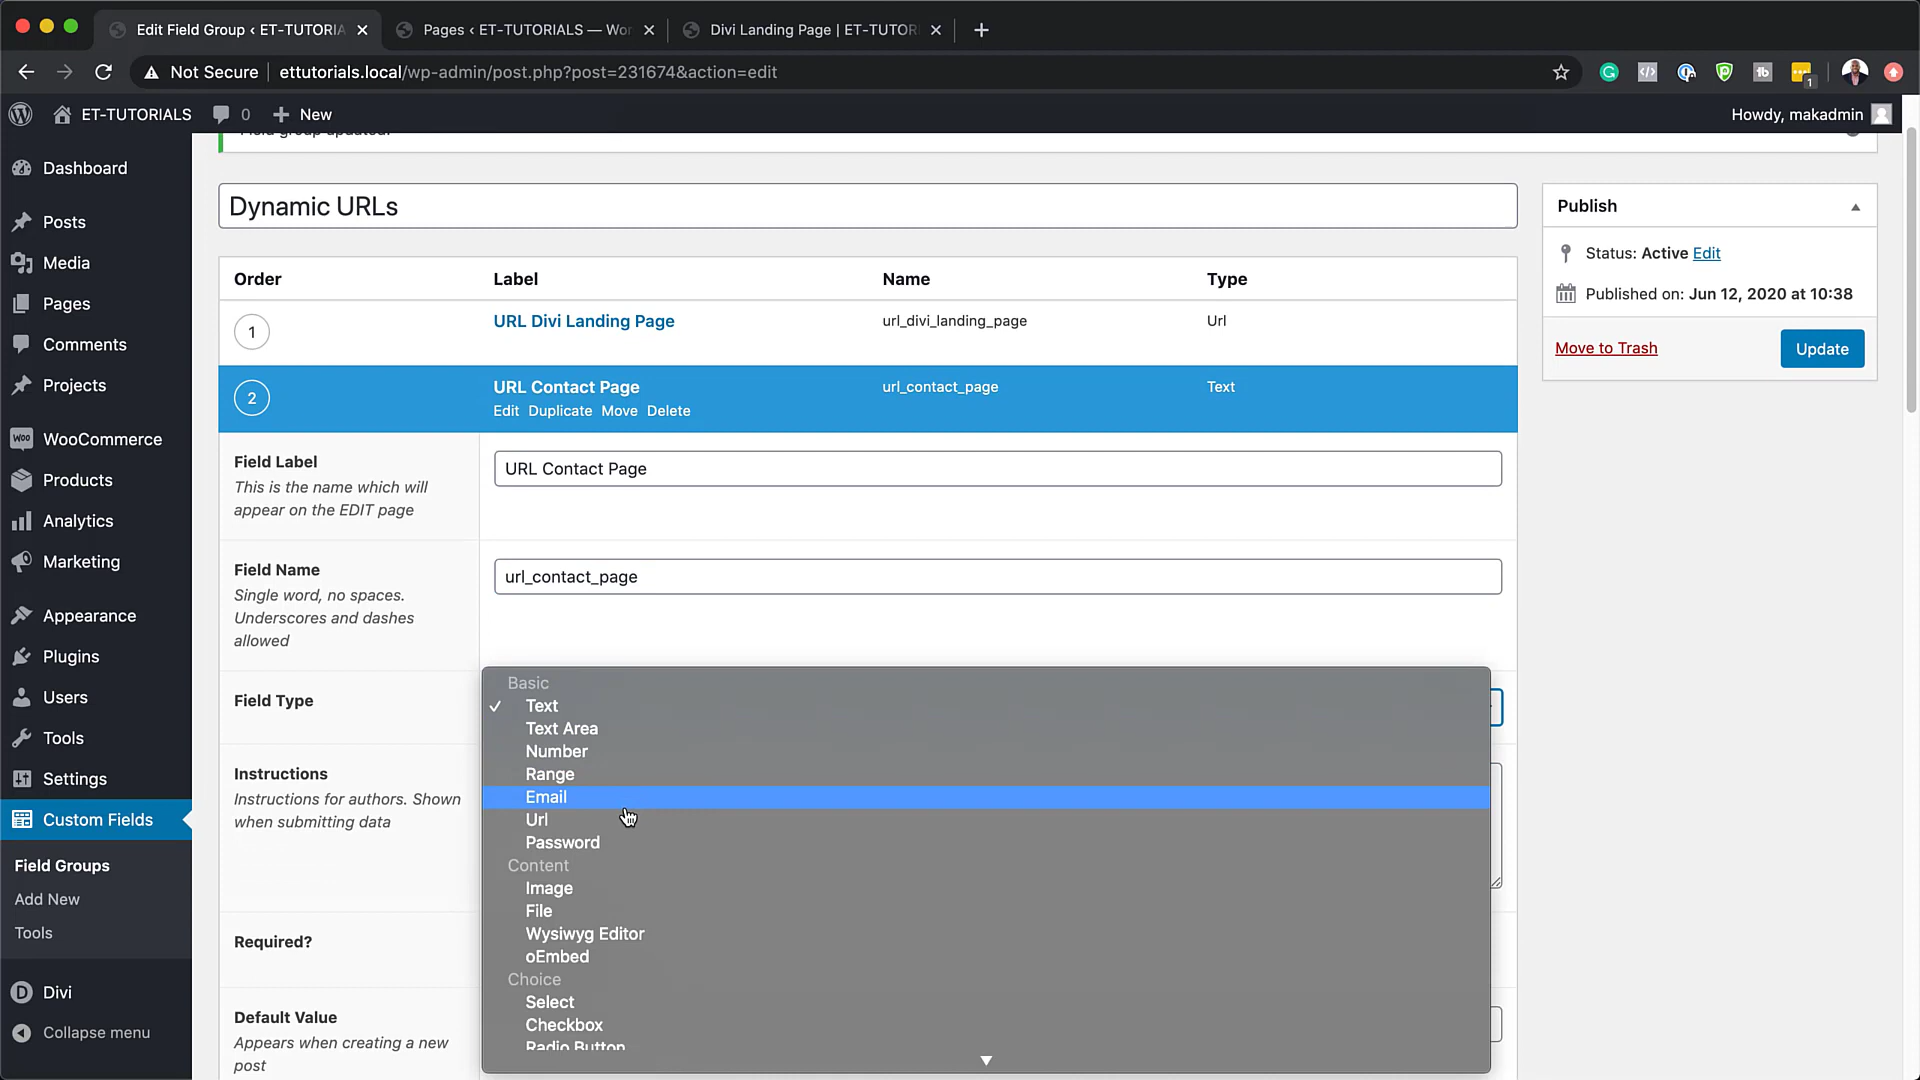 Edit Field Group ‹ ET-TUTORIA
Pages ‹ ET-TUTORIALS — Wor
Divi Landing Page | ET-TUTOR
Not Secure
ettutorials.local/wp-admin/post.php?post=231674&action=edit
1
ET-TUTORIALS
0
New
Howdy, makadmin
Field group updated.
Dashboard
Posts
Media
Pages
Comments
Projects
WooCommerce
Products
Analytics
Marketing
Appearance
Plugins
Users
Tools
Settings
Custom Fields
Field Groups
Add New
Tools
Divi
Collapse menu
Dynamic URLs
Order Label Name Type
1 URL Divi Landing Page url_divi_landing_page Url
2 URL Contact Page url_contact_page Text
Edit Duplicate Move Delete
Field Label
This is the name which will
appear on the EDIT page
URL Contact Page
Field Name
Single word, no spaces.
Underscores and dashes
allowed
url_contact_page
Field Type
Basic
✓ Text
Text Area
Number
Range
Email
Url
Password
Content
Image
File
Wysiwyg Editor
oEmbed
Choice
Select
Checkbox
Radio Button
Instructions
Instructions for authors. Shown
when submitting data
Required?
Default Value
Appears when creating a new
post
Publish
Status: Active Edit
Published on: Jun 12, 2020 at 10:38
Move to Trash
Update